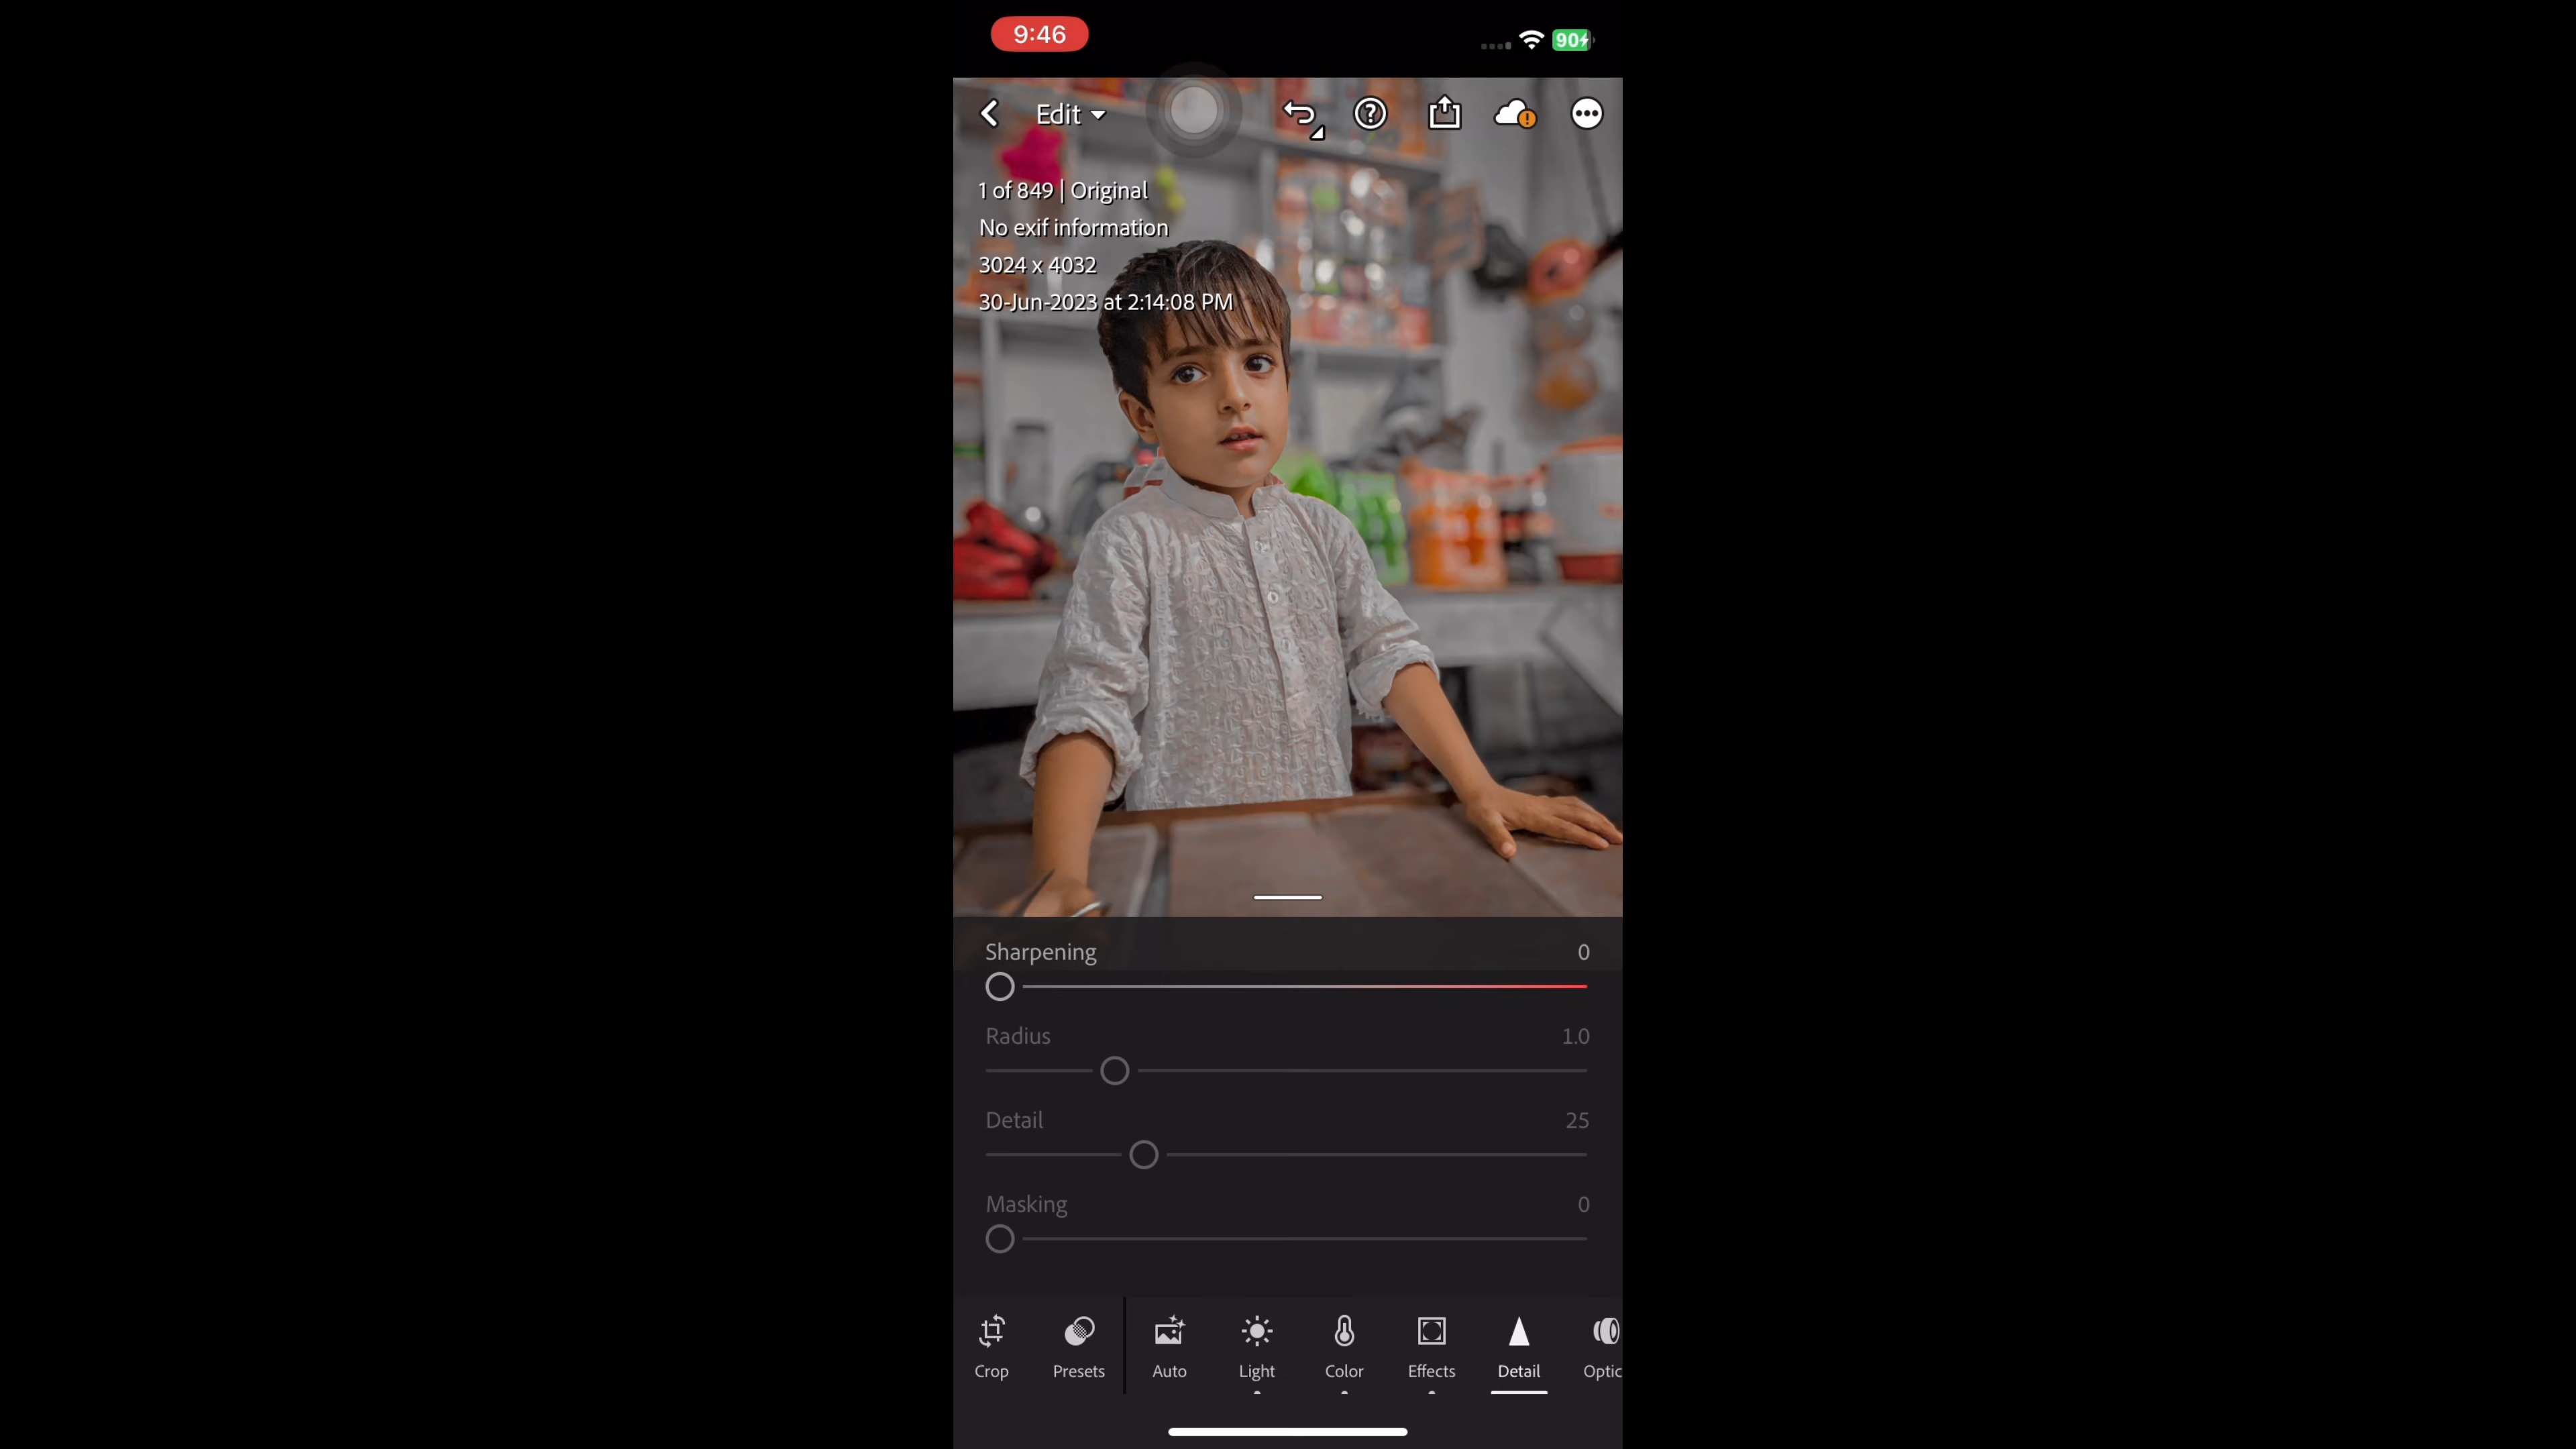 9:46
90
Edit
1 of 849 | Original
No exif information
3024 x 4032
30-Jun-2023 at 2:14:08 PM
Sharpening 0
Radius 1.0
Detail 25
Masking 0
Crop Presets Auto Light Color Effects Detail Optic